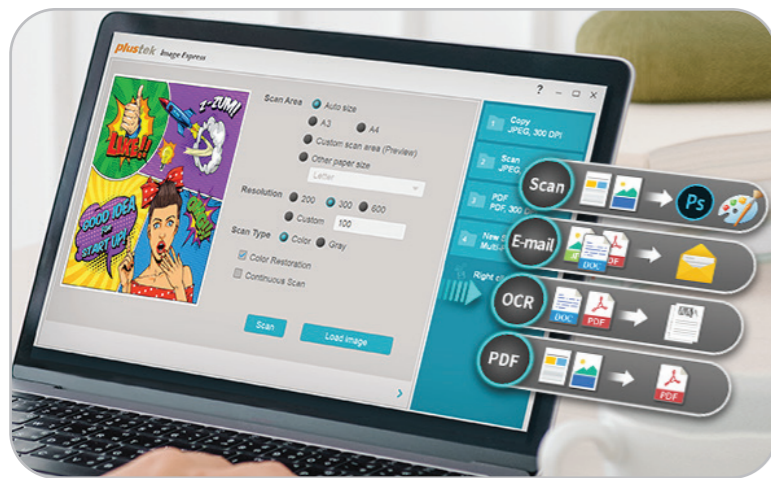 plustek Image Express
? – □ ×
LIKE!!
Z-ZUM!
GOOD IDEA
FOR
START UP!
Scan Area
Auto size
A3
A4
Custom scan area (Preview)
Other paper size
Letter
Resolution
200
300
600
Custom
100
Scan Type
Color
Gray
Color Restoration
Continuous Scan
Scan
Load image
1
Copy
JPEG, 300 DPI
2
Scan
JPEG,
3
PDF
PDF, 300 D
4
New
Multi-
Right cli
Scan
Ps
E-mail
DOC
PDF
OCR
DOC
PDF
PDF
PDF